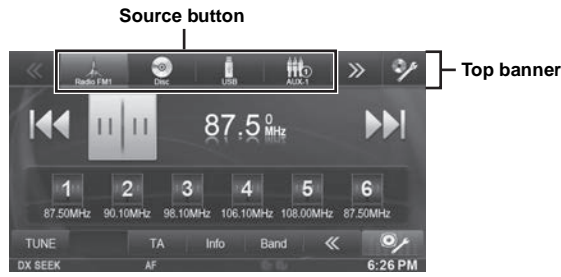 Source button
Radio FM1 Disc USB AUX-1
Top banner
87.50 MHz
1 2 3 4 5 6
87.50MHz 90.10MHz 98.10MHz 106.10MHz 108.00MHz 87.50MHz
TUNE TA Info Band
DX SEEK AF 6:26 PM